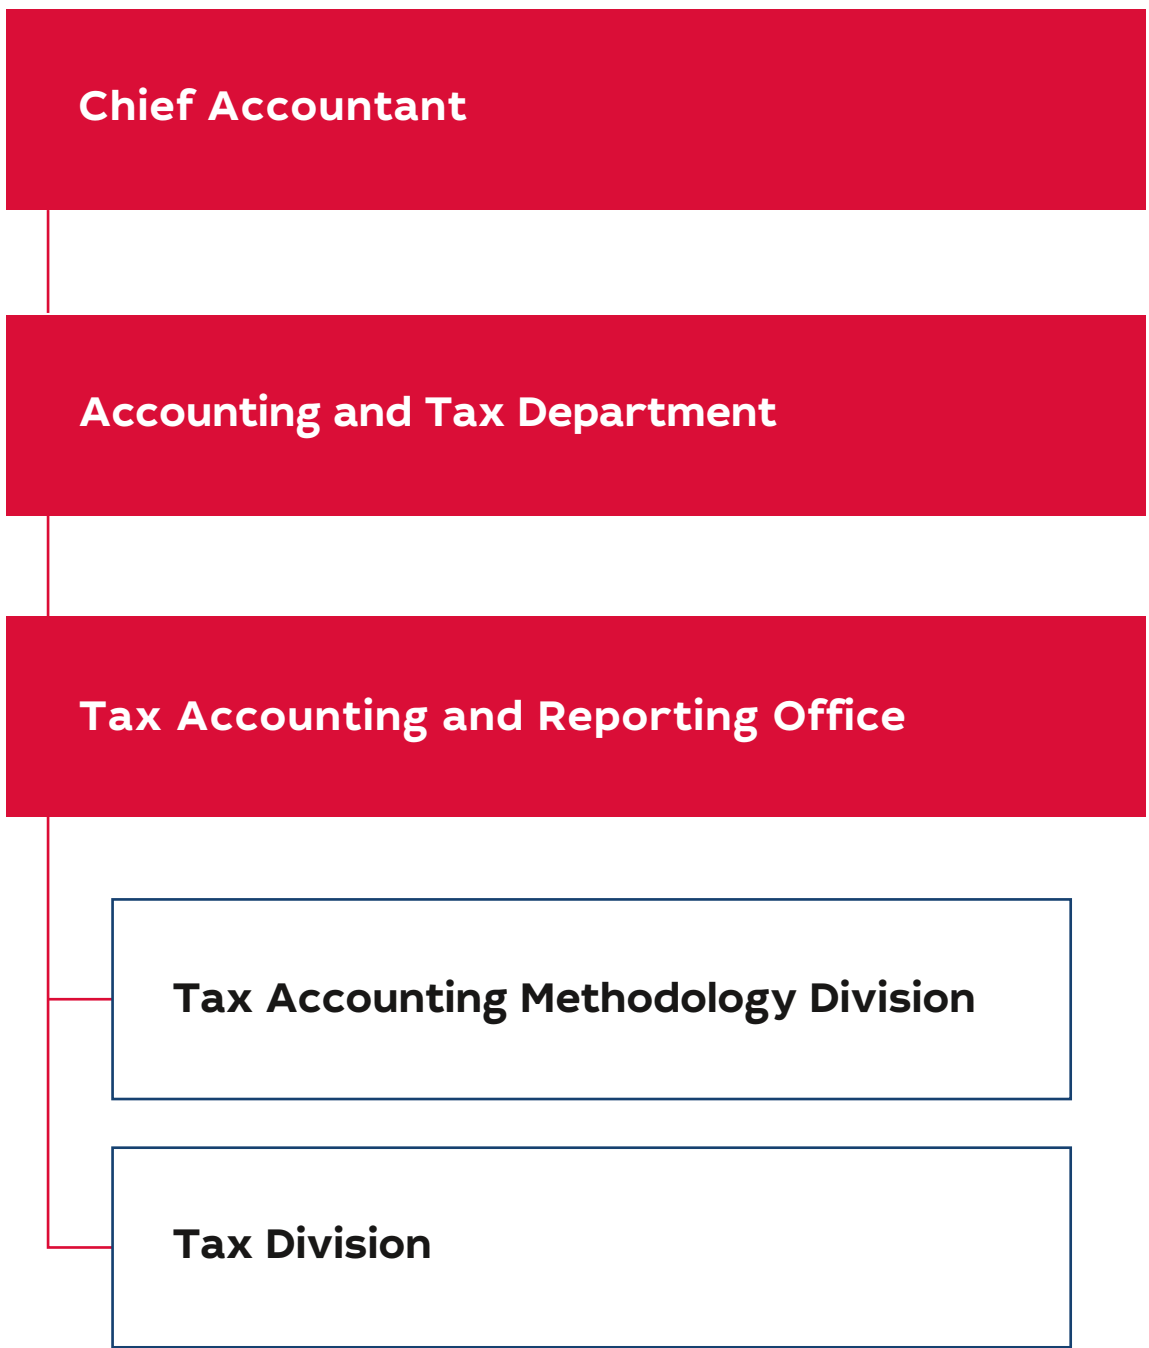 Chief Accountant
Accounting and Tax Department
Tax Accounting and Reporting Office
Tax Accounting Methodology Division
Tax Division